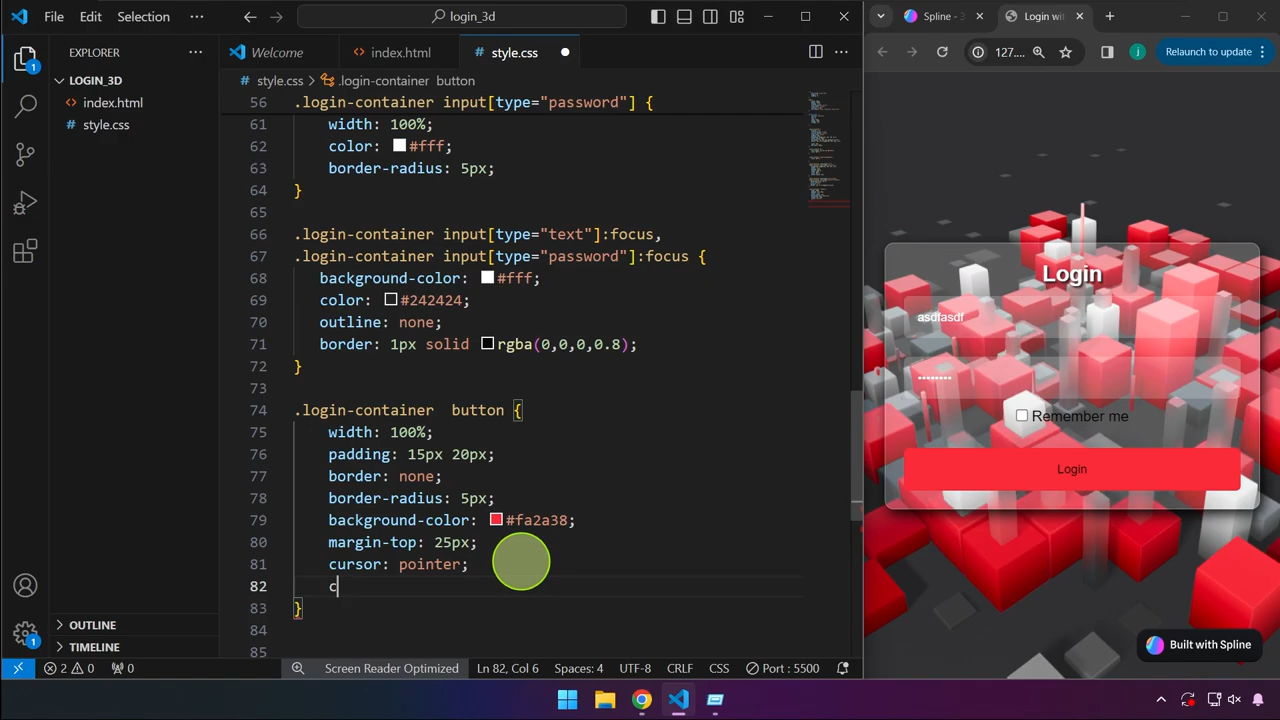 File Edit Selection ··· login_3d
EXPLORER ···
LOGIN_3D
index.html
style.css
OUTLINE
TIMELINE
1
1
Welcome index.html style.css
style.css > .login-container button
56 .login-container input[type="password"] {
61 width: 100%;
62 color: #fff;
63 border-radius: 5px;
64 }
65
66 .login-container input[type="text"]:focus,
67 .login-container input[type="password"]:focus {
68 background-color: #fff;
69 color: #242424;
70 outline: none;
71 border: 1px solid rgba(0,0,0,0.8);
72 }
73
74 .login-container  button {
75 width: 100%;
76 padding: 15px 20px;
77 border: none;
78 border-radius: 5px;
79 background-color: #fa2a38;
80 margin-top: 25px;
81 cursor: pointer;
82 c
83 }
84
85
2 0 0 Screen Reader Optimized Ln 82, Col 6 Spaces: 4 UTF-8 CRLF CSS Port : 5500
Spline - 3 Login wi
127.... j Relaunch to update
Login
asdfasdf
••••••••
Remember me
Login
Built with Spline